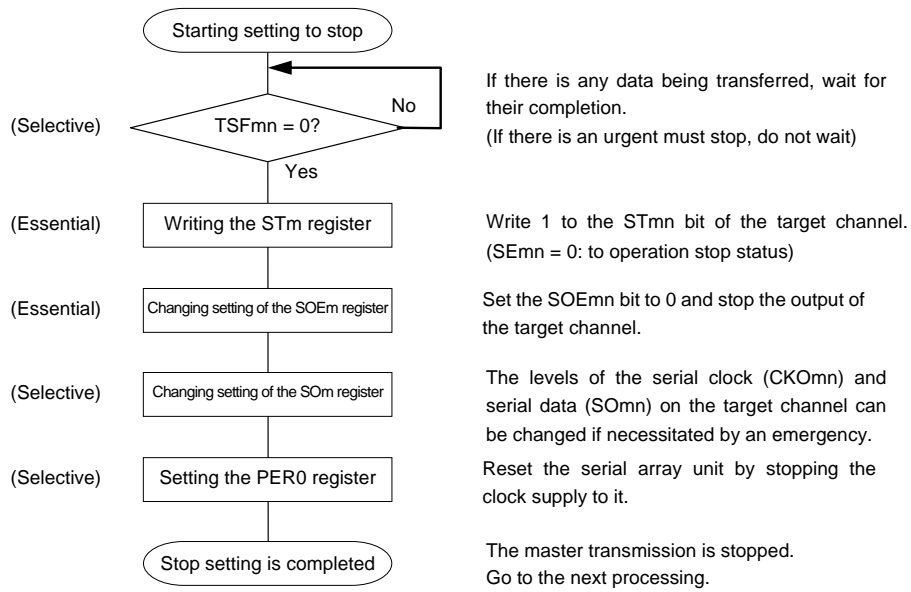 Starting setting to stop
If there is any data being transferred, wait for
their completion.
(If there is an urgent must stop, do not wait)
No
(Selective)
TSFmn = 0?
Yes
(Essential)
Writing the STm register
Write 1 to the STmn bit of the target channel.
(SEmn = 0: to operation stop status)
(Essential)
Changing setting of the SOEm register
Set the SOEmn bit to 0 and stop the output of
the target channel.
(Selective)
Changing setting of the SOm register
The levels of the serial clock (CKOmn) and
serial data (SOmn) on the target channel can
be changed if necessitated by an emergency.
(Selective)
Setting the PER0 register
Reset the serial array unit by stopping the
clock supply to it.
Stop setting is completed
The master transmission is stopped.
Go to the next processing.